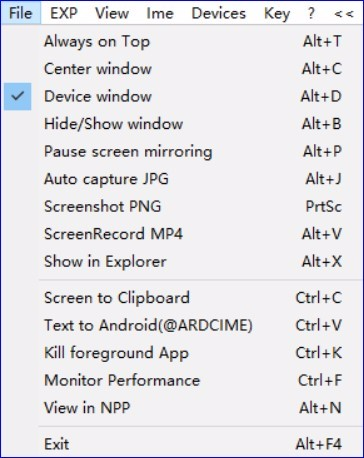 File EXP View Ime Devices Key ? <<
Always on Top Alt+T
Center window Alt+C
Device window Alt+D
Hide/Show window Alt+B
Pause screen mirroring Alt+P
Auto capture JPG Alt+J
Screenshot PNG PrtSc
ScreenRecord MP4 Alt+V
Show in Explorer Alt+X
Screen to Clipboard Ctrl+C
Text to Android(@ARDCIME) Ctrl+V
Kill foreground App Ctrl+K
Monitor Performance Ctrl+F
View in NPP Alt+N
Exit Alt+F4